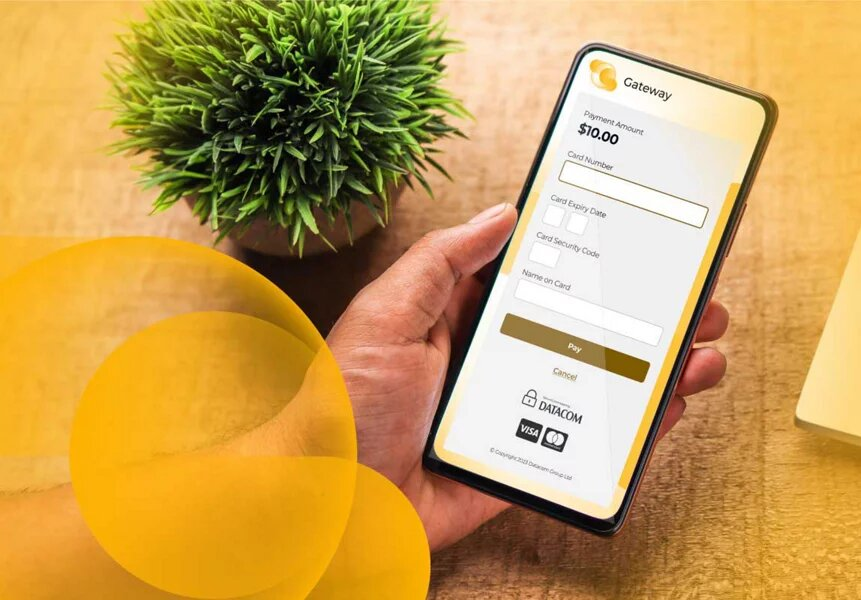 Gateway
Payment Amount
$10.00
Card Number
Card Expiry Date
Card Security Code
Name on Card
Pay
Cancel
DATACOM
VISA
© Copyright 2023 Datacom Group Ltd